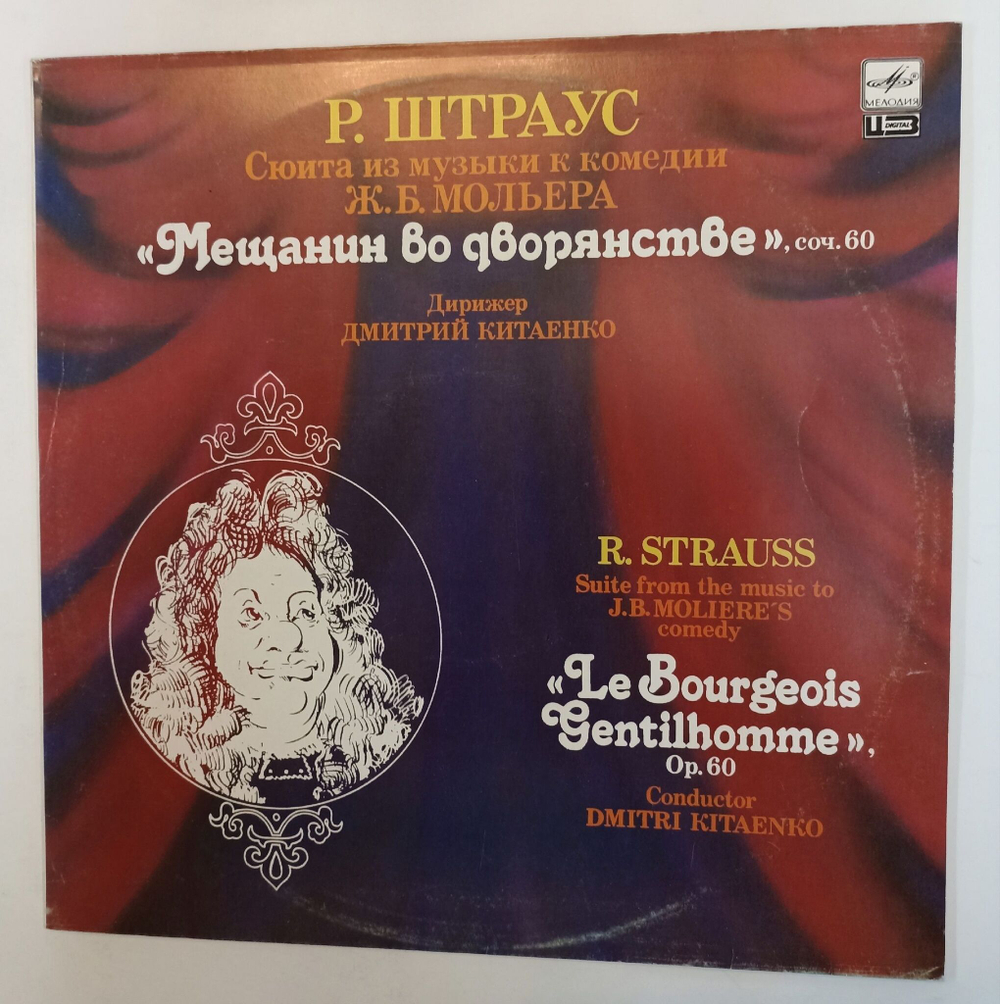 Р. ШТРАУС
Сюита из музыки к комедии
Ж.Б. МОЛЬЕРА
«Мещанин во дворянстве», соч. 60
Дирижер
ДМИТРИЙ КИТАЕНКО
МЕЛОДИЯ
ЦЗ DIGITAL
R. STRAUSS
Suite from the music to
J.B. MOLIERE'S
comedy
«Le Bourgeois
Gentilhomme»,
Op. 60
Conductor
DMITRI KITAENKO